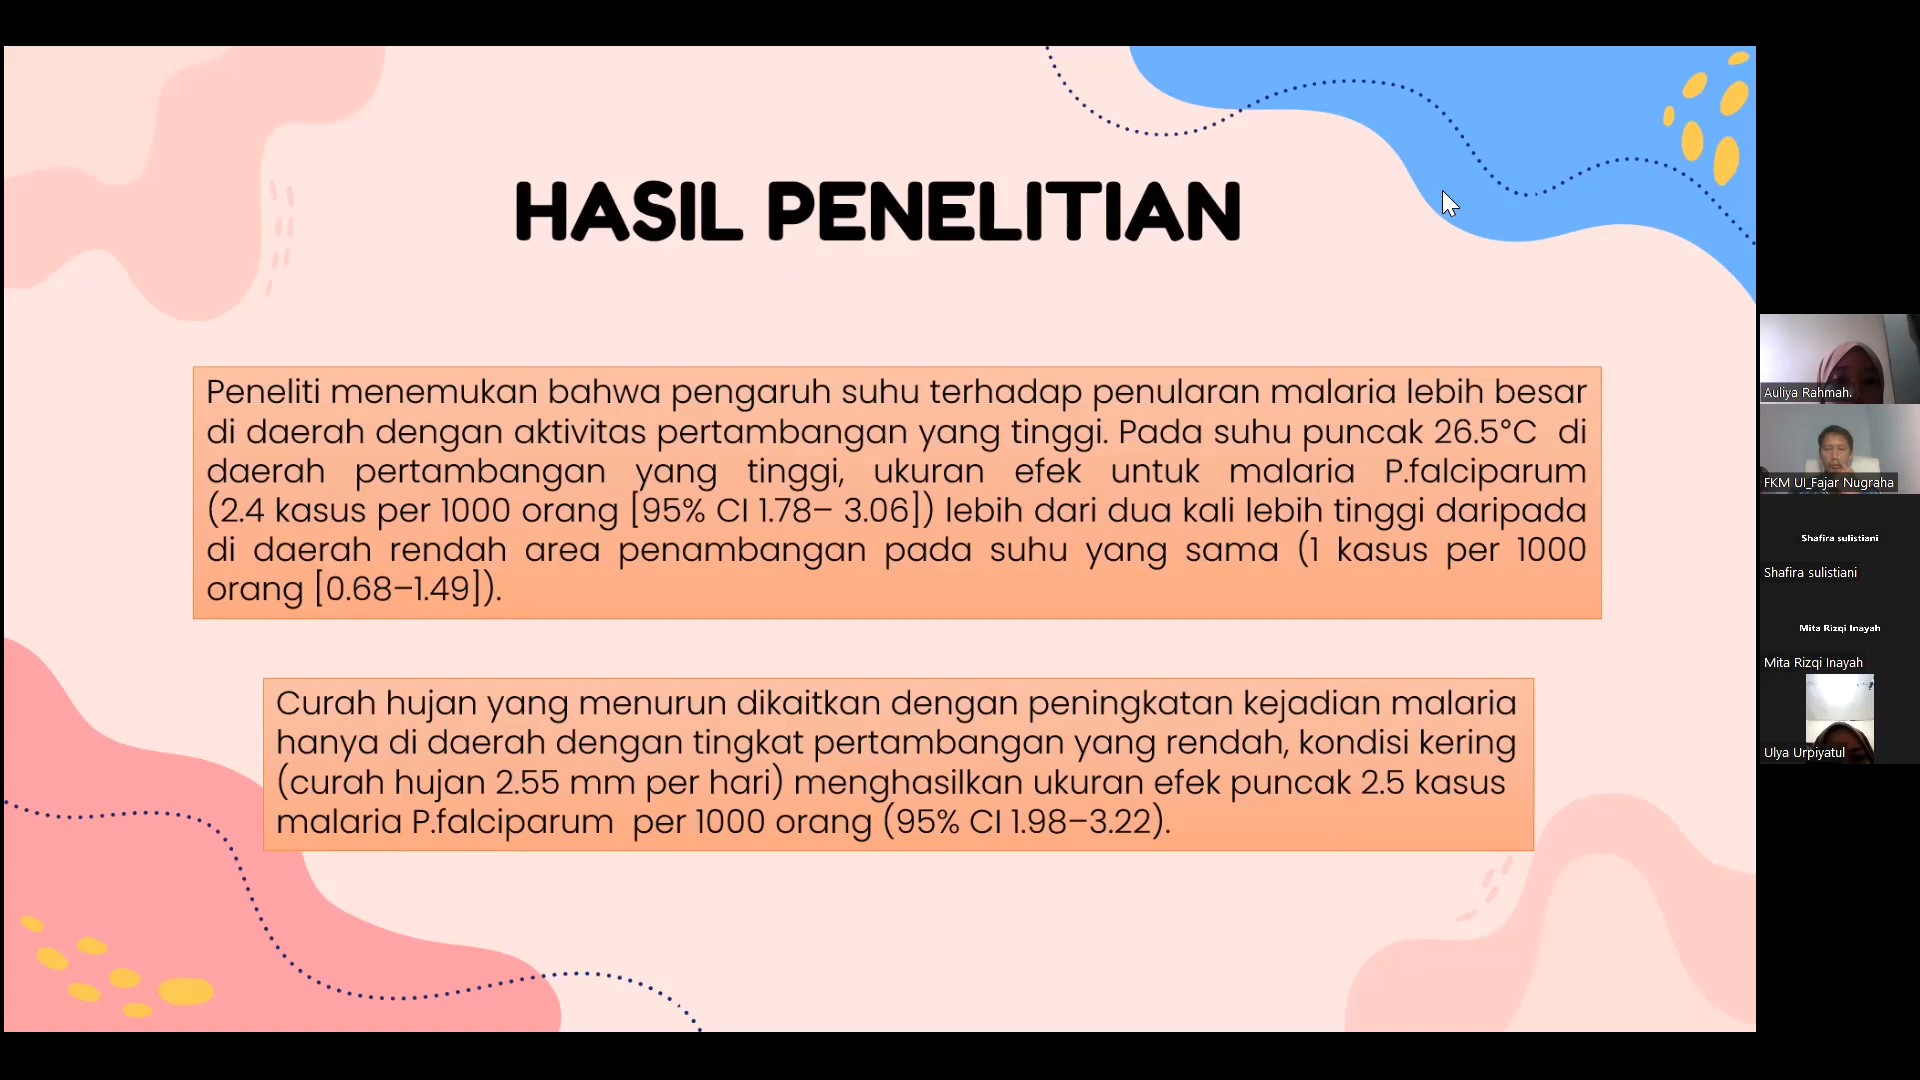 HASIL PENELITIAN
Peneliti menemukan bahwa pengaruh suhu terhadap penularan malaria lebih besar
di daerah dengan aktivitas pertambangan yang tinggi. Pada suhu puncak 26.5°C di
daerah pertambangan yang tinggi, ukuran efek untuk malaria P.falciparum
(2.4 kasus per 1000 orang [95% CI 1.78– 3.06]) lebih dari dua kali lebih tinggi daripada
di daerah rendah area penambangan pada suhu yang sama (1 kasus per 1000
orang [0.68–1.49]).
Curah hujan yang menurun dikaitkan dengan peningkatan kejadian malaria
hanya di daerah dengan tingkat pertambangan yang rendah, kondisi kering
(curah hujan 2.55 mm per hari) menghasilkan ukuran efek puncak 2.5 kasus
malaria P.falciparum per 1000 orang (95% CI 1.98–3.22).
Auliya Rahmah.
FKM UI_Fajar Nugraha
Shafira sulistiani
Shafira sulistiani
Mita Rizqi Inayah
Mita Rizqi Inayah
Ulya Urpiyatul